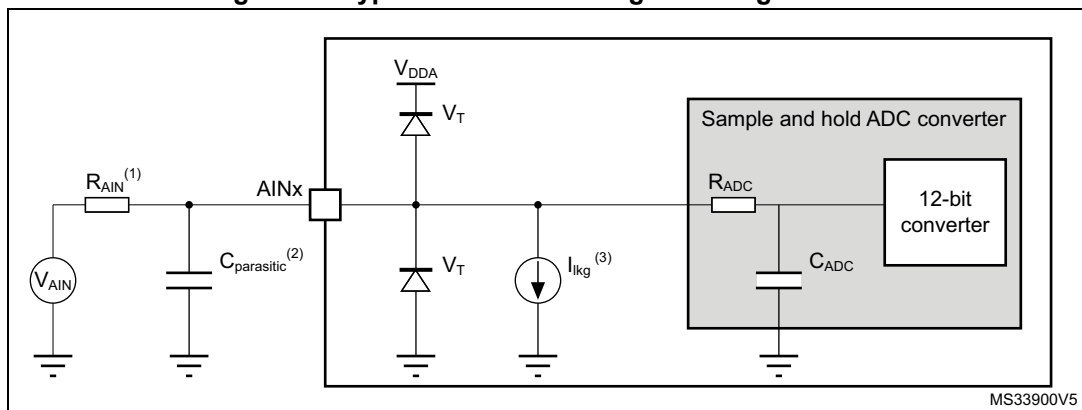 V_DDA
V_T
Sample and hold ADC converter
R_AIN^(1)
AINx
R_ADC
12-bit
converter
V_AIN
C_parasitic^(2)
V_T
I_lkg^(3)
C_ADC
MS33900V5